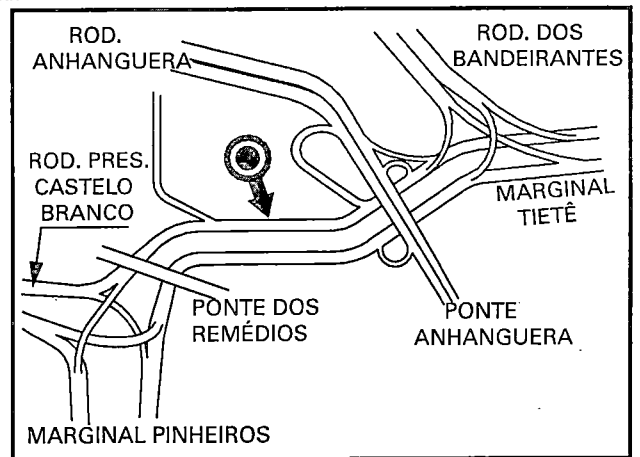 ROD.
ANHANGUERA
ROD. DOS
BANDEIRANTES
ROD. PRES.
CASTELO
BRANCO
MARGINAL
TIETÊ
PONTE DOS
REMÉDIOS
PONTE
ANHANGUERA
MARGINAL PINHEIROS